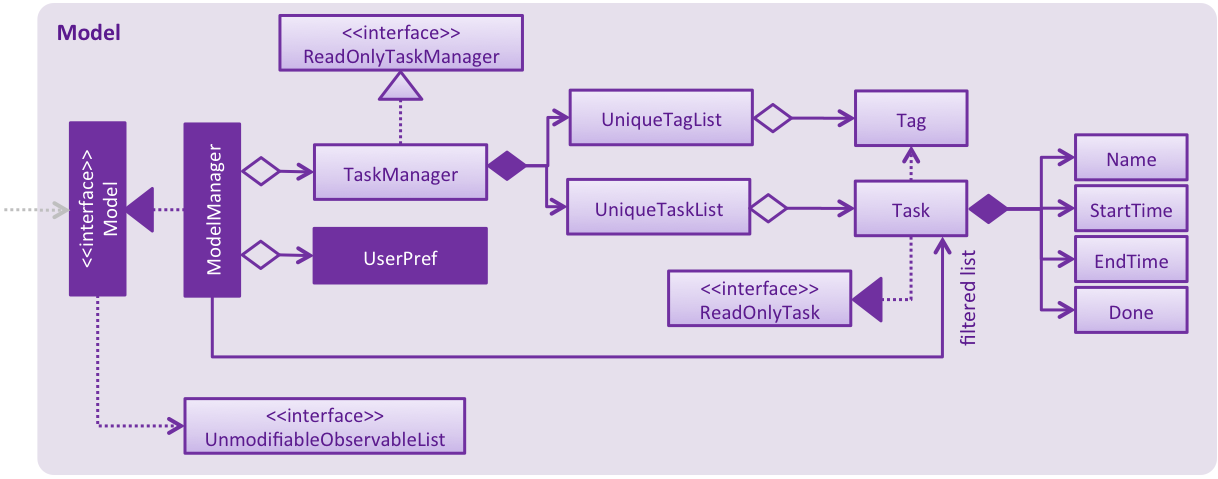 Model
<<interface>>
ReadOnlyTaskManager
<<interface>>
Model
ModelManager
TaskManager
UserPref
UniqueTagList
UniqueTaskList
Tag
Task
<<interface>>
ReadOnlyTask
filtered list
Name
StartTime
EndTime
Done
<<interface>>
UnmodifiableObservableList